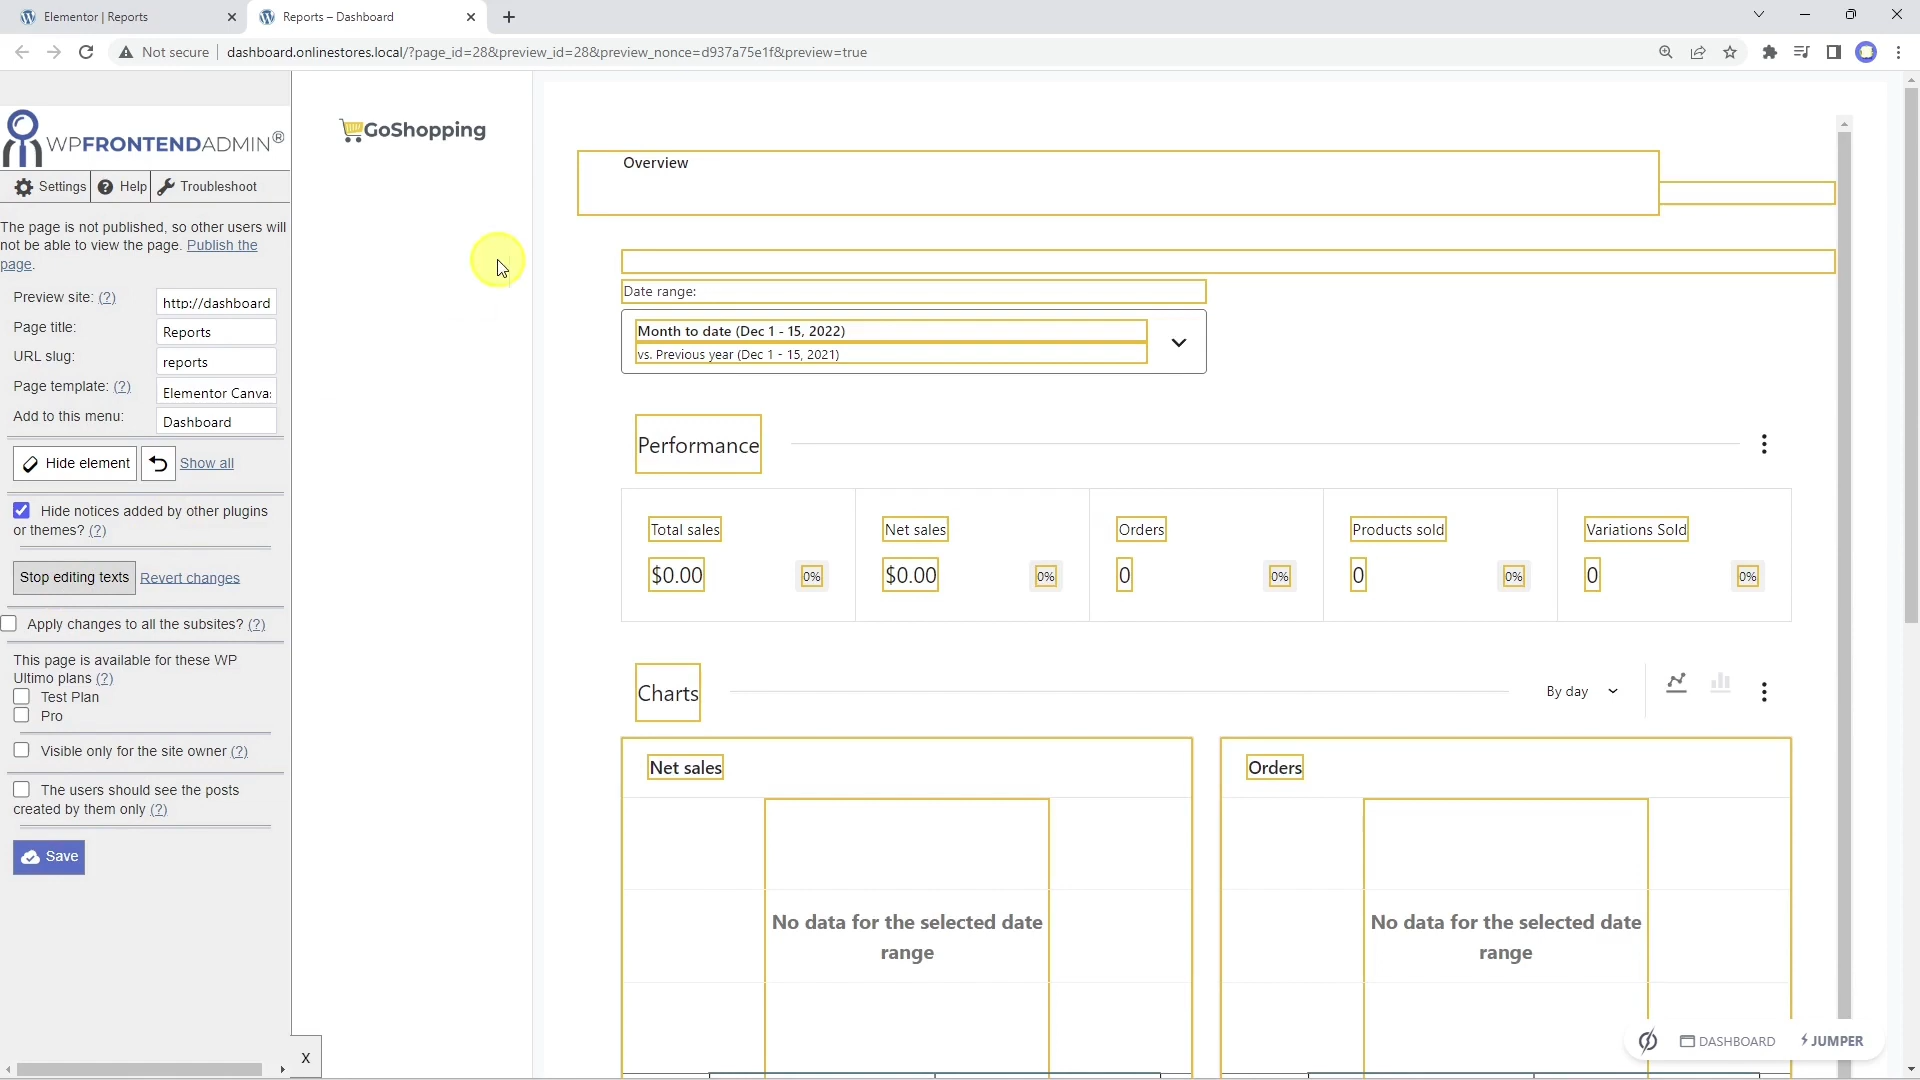 Elementor | Reports
Reports – Dashboard
Not secure
dashboard.onlinestores.local/?page_id=28&preview_id=28&preview_nonce=d937a75e1f&preview=true
WPFRONTENDADMIN®
Settings
Help
Troubleshoot
The page is not published, so other users will
not be able to view the page. Publish the
page.
Preview site: (?)
http://dashboard
Page title:
Reports
URL slug:
reports
Page template: (?)
Elementor Canva
Add to this menu:
Dashboard
Hide element
Show all
Hide notices added by other plugins
or themes? (?)
Stop editing texts
Revert changes
Apply changes to all the subsites? (?)
This page is available for these WP
Ultimo plans (?)
Test Plan
Pro
Visible only for the site owner (?)
The users should see the posts
created by them only (?)
Save
X
GoShopping
Overview
Date range:
Month to date (Dec 1 - 15, 2022)
vs. Previous year (Dec 1 - 15, 2021)
Performance
Total sales
$0.00
0%
Net sales
$0.00
0%
Orders
0
0%
Products sold
0
0%
Variations Sold
0
0%
Charts
By day
Net sales
No data for the selected date
range
Orders
No data for the selected date
range
DASHBOARD
JUMPER